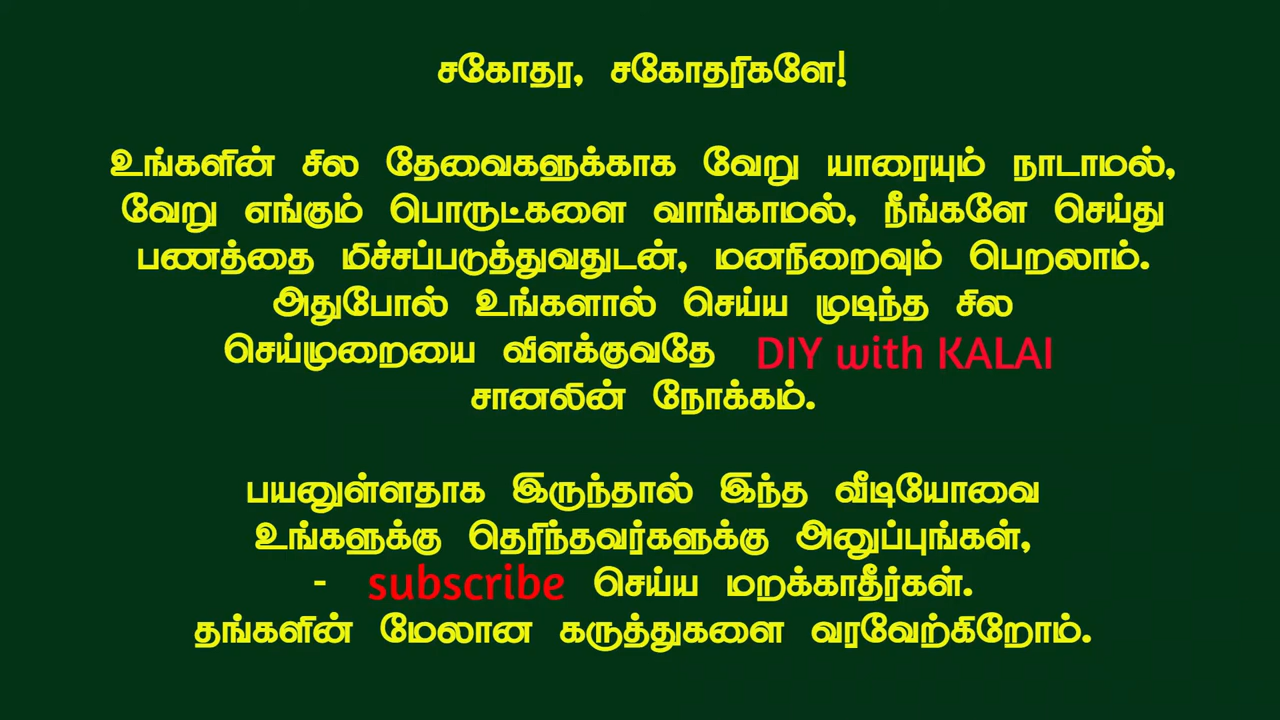 சகோதர, சகோதரிகளே!
உங்களின் சில தேவைகளுக்காக வேறு யாரையும் நாடாமல்,
வேறு எங்கும் பொருட்களை வாங்காமல், நீங்களே செய்து
பணத்தை மிச்சப்படுத்துவதுடன், மனநிறைவும் பெறலாம்.
அதுபோல் உங்களால் செய்ய முடிந்த சில
செய்முறையை விளக்குவதே DIY with KALAI
சானலின் நோக்கம்.
பயனுள்ளதாக இருந்தால் இந்த வீடியோவை
உங்களுக்கு தெரிந்தவர்களுக்கு அனுப்புங்கள்,
- subscribe செய்ய மறக்காதீர்கள்.
தங்களின் மேலான கருத்துகளை வரவேற்கிறோம்.